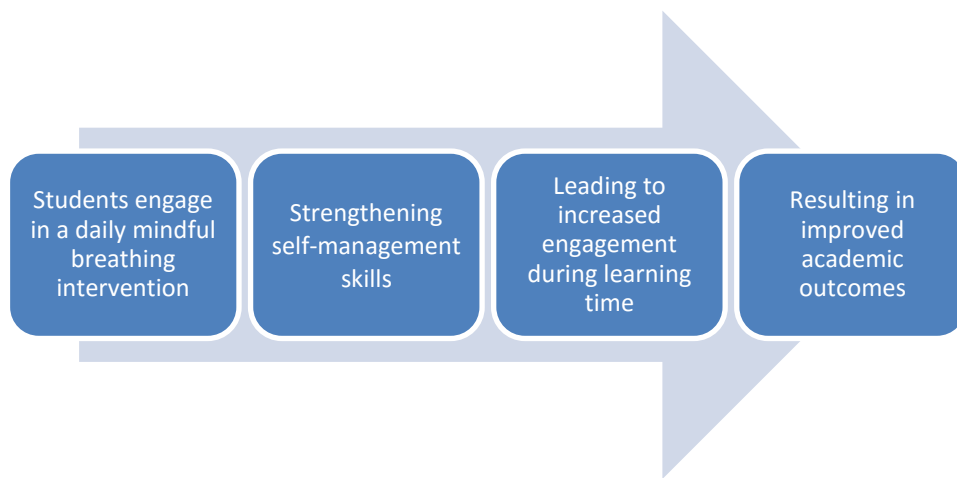 Students engage
in a daily mindful
breathing
intervention
Strengthening
self-management
skills
Leading to
increased
engagement
during learning
time
Resulting in
improved
academic
outcomes